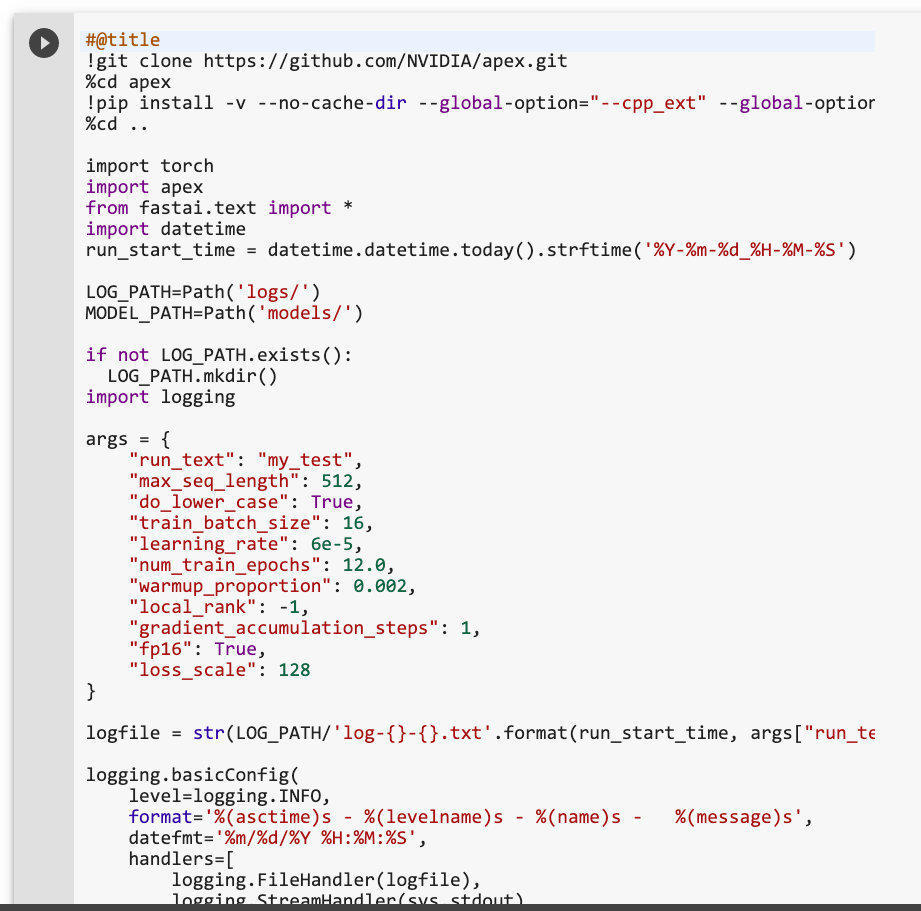 #@title
!git clone https://github.com/NVIDIA/apex.git
%cd apex
!pip install -v --no-cache-dir --global-option="--cpp_ext" --global-option
%cd ..

import torch
import apex
from fastai.text import *
import datetime
run_start_time = datetime.datetime.today().strftime('%Y-%m-%d_%H-%M-%S')

LOG_PATH=Path('logs/')
MODEL_PATH=Path('models/')

if not LOG_PATH.exists():
  LOG_PATH.mkdir()
import logging

args = {
    "run_text": "my_test",
    "max_seq_length": 512,
    "do_lower_case": True,
    "train_batch_size": 16,
    "learning_rate": 6e-5,
    "num_train_epochs": 12.0,
    "warmup_proportion": 0.002,
    "local_rank": -1,
    "gradient_accumulation_steps": 1,
    "fp16": True,
    "loss_scale": 128
}

logfile = str(LOG_PATH/'log-{}-{}.txt'.format(run_start_time, args["run_te

logging.basicConfig(
    level=logging.INFO,
    format='%(asctime)s - %(levelname)s - %(name)s -   %(message)s',
    datefmt='%m/%d/%Y %H:%M:%S',
    handlers=[
        logging.FileHandler(logfile),
        logging.StreamHandler(sys.stdout)